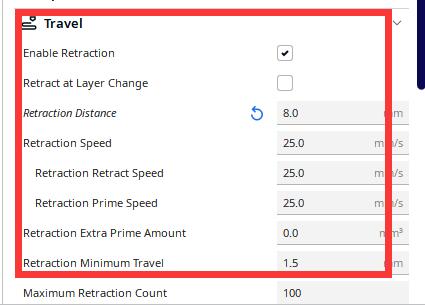 Travel
Enable Retraction
Retract at Layer Change
Retraction Distance 8.0 mm
Retraction Speed 25.0 mm/s
Retraction Retract Speed 25.0 mm/s
Retraction Prime Speed 25.0 mm/s
Retraction Extra Prime Amount 0.0 mm³
Retraction Minimum Travel 1.5 mm
Maximum Retraction Count 100